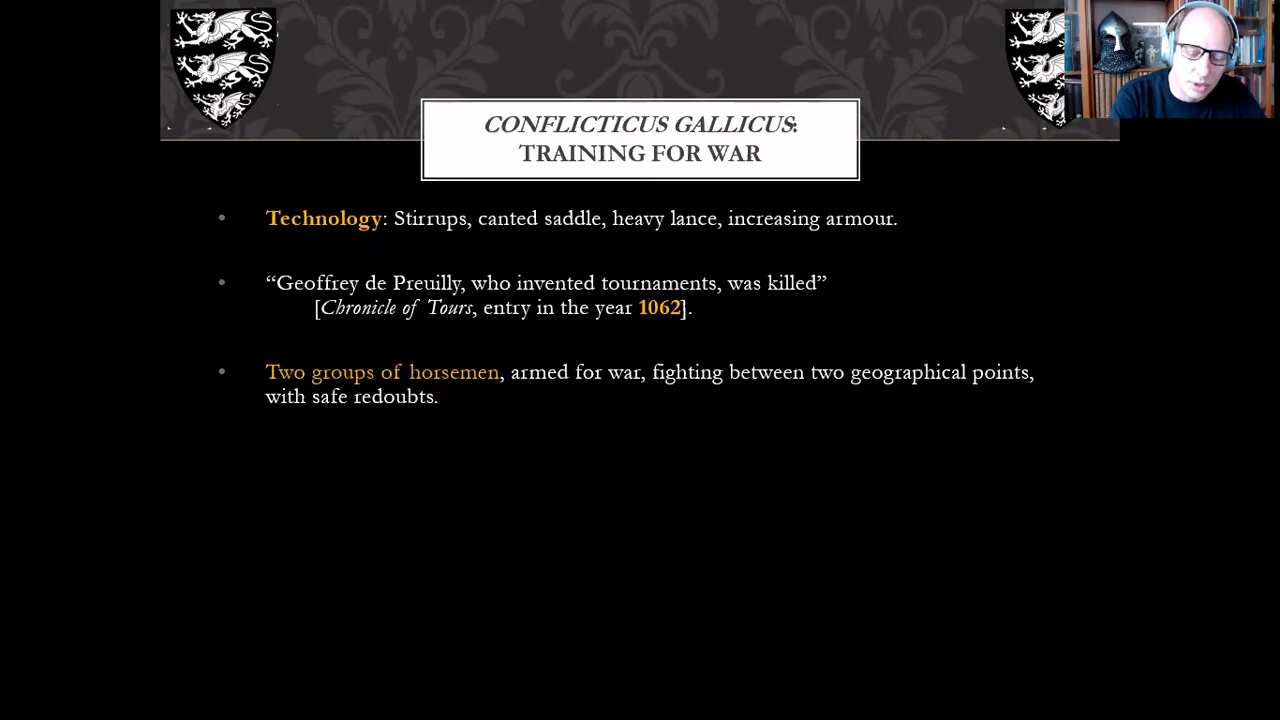 CONFLICTICUS GALLICUS:
TRAINING FOR WAR
• Technology: Stirrups, canted saddle, heavy lance, increasing armour.
• “Geoffrey de Preuilly, who invented tournaments, was killed”
[Chronicle of Tours, entry in the year 1062].
• Two groups of horsemen, armed for war, fighting between two geographical points,
with safe redoubts.